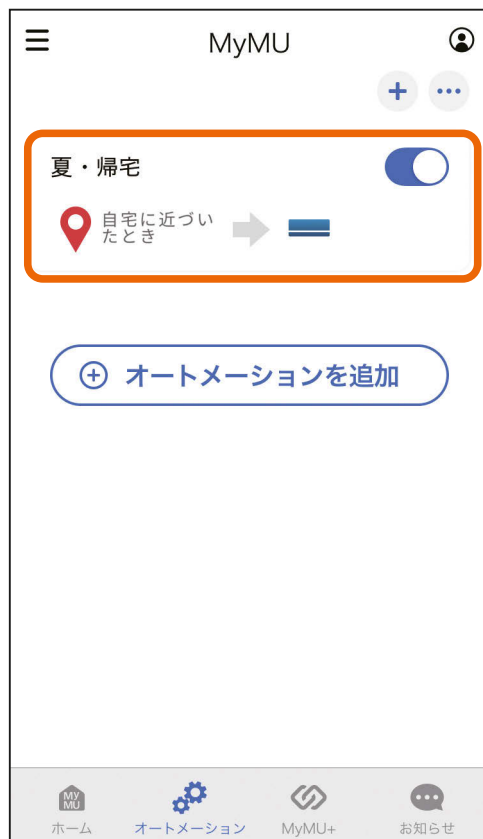 MyMU
夏・帰宅
自宅に近づい
たとき
オートメーションを追加
MY
MU
ホーム
オートメーション
MyMU+
お知らせ